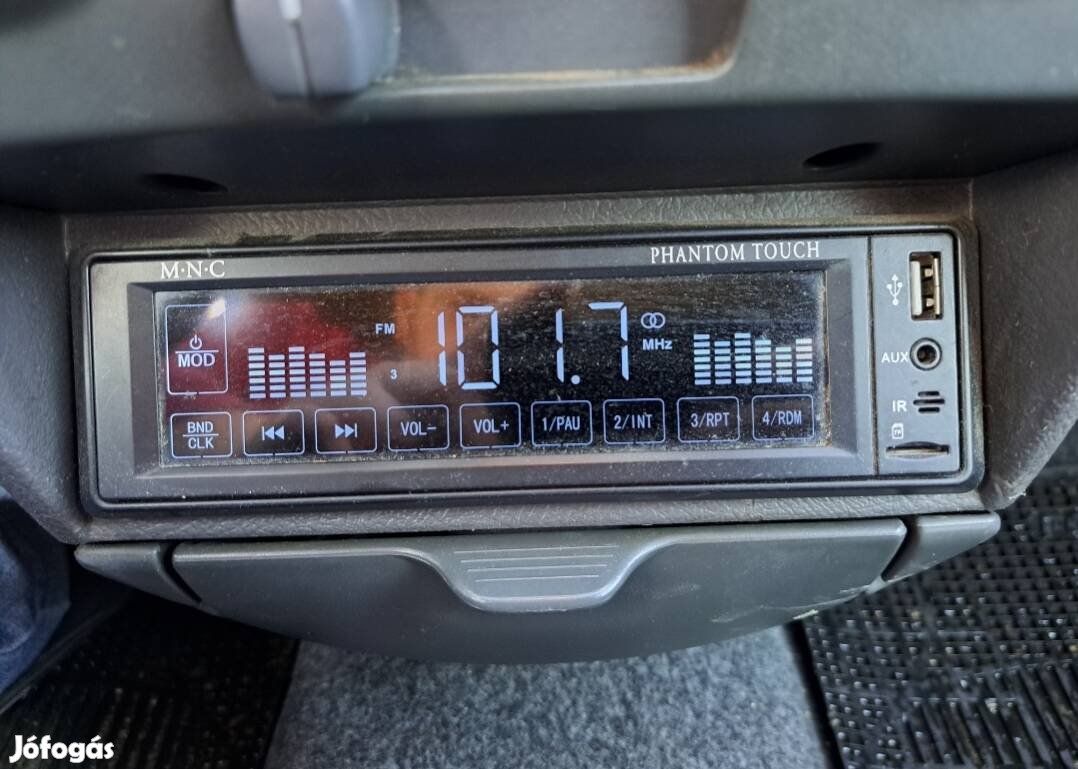 M·N·C
PHANTOM TOUCH
MOD
FM
3
101.7
MHz
BND
CLK
VOL-
VOL+
1/PAU
2/INT
3/RPT
4/RDM
AUX
IR
Jófogás